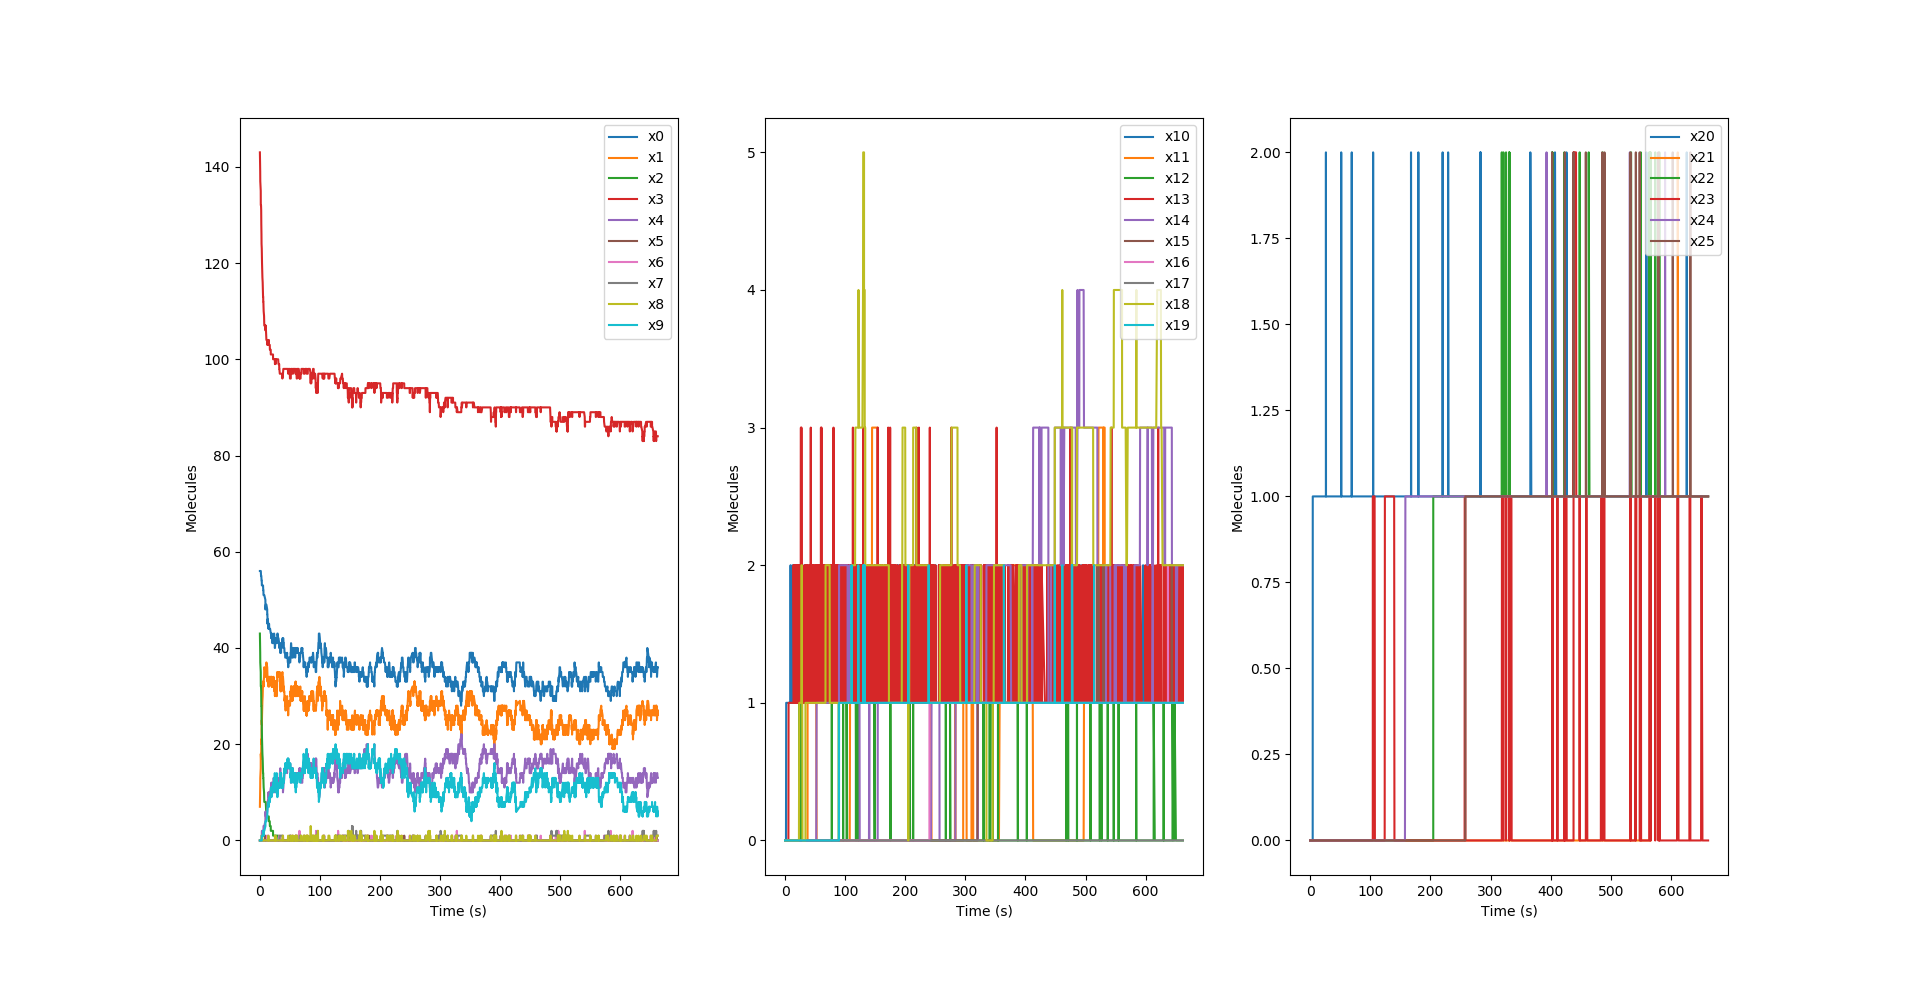 140
120
100
80
60
40
20
0
Molecules
0 100 200 300 400 500 600
Time (s)
x0
x1
x2
x3
x4
x5
x6
x7
x8
x9
5
4
3
2
1
0
Molecules
0 100 200 300 400 500 600
Time (s)
x10
x11
x12
x13
x14
x15
x16
x17
x18
x19
2.00
1.75
1.50
1.25
1.00
0.75
0.50
0.25
0.00
Molecules
0 100 200 300 400 500 600
Time (s)
x20
x21
x22
x23
x24
x25